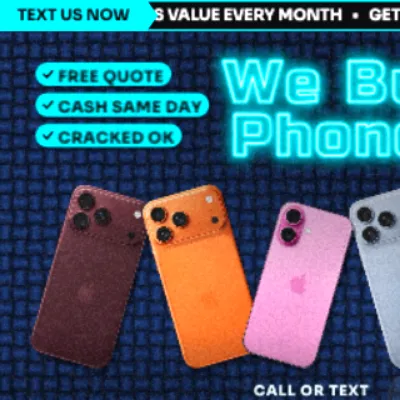 TEXT US NOW
S VALUE EVERY MONTH • GET
✓ FREE QUOTE
✓ CASH SAME DAY
✓ CRACKED OK
We Bu
Phone
CALL OR TEXT